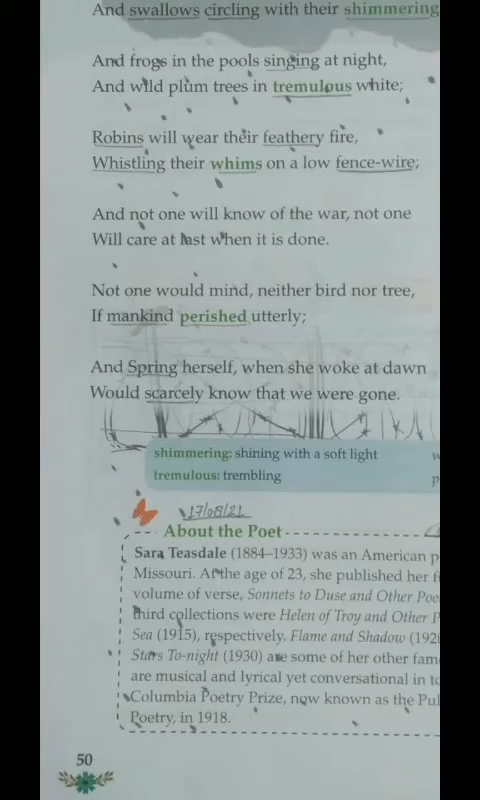 And swallows circling with their shimmering
And frogs in the pools singing at night,
And wild plum trees in tremulous white;
Robins will wear their feathery fire,
Whistling their whims on a low fence-wire;
And not one will know of the war, not one
Will care at last when it is done.
Not one would mind, neither bird nor tree,
If mankind perished utterly;
And Spring herself, when she woke at dawn
Would scarcely know that we were gone.
shimmering: shining with a soft light
tremulous: trembling
17/08/21
About the Poet
Sara Teasdale (1884–1933) was an American p
Missouri. At the age of 23, she published her fi
volume of verse, Sonnets to Duse and Other Poe
third collections were Helen of Troy and Other P
Sea (1915), respectively. Flame and Shadow (192
Stars To-night (1930) are some of her other fam
are musical and lyrical yet conversational in to
Columbia Poetry Prize, now known as the Pul
Poetry, in 1918.
50